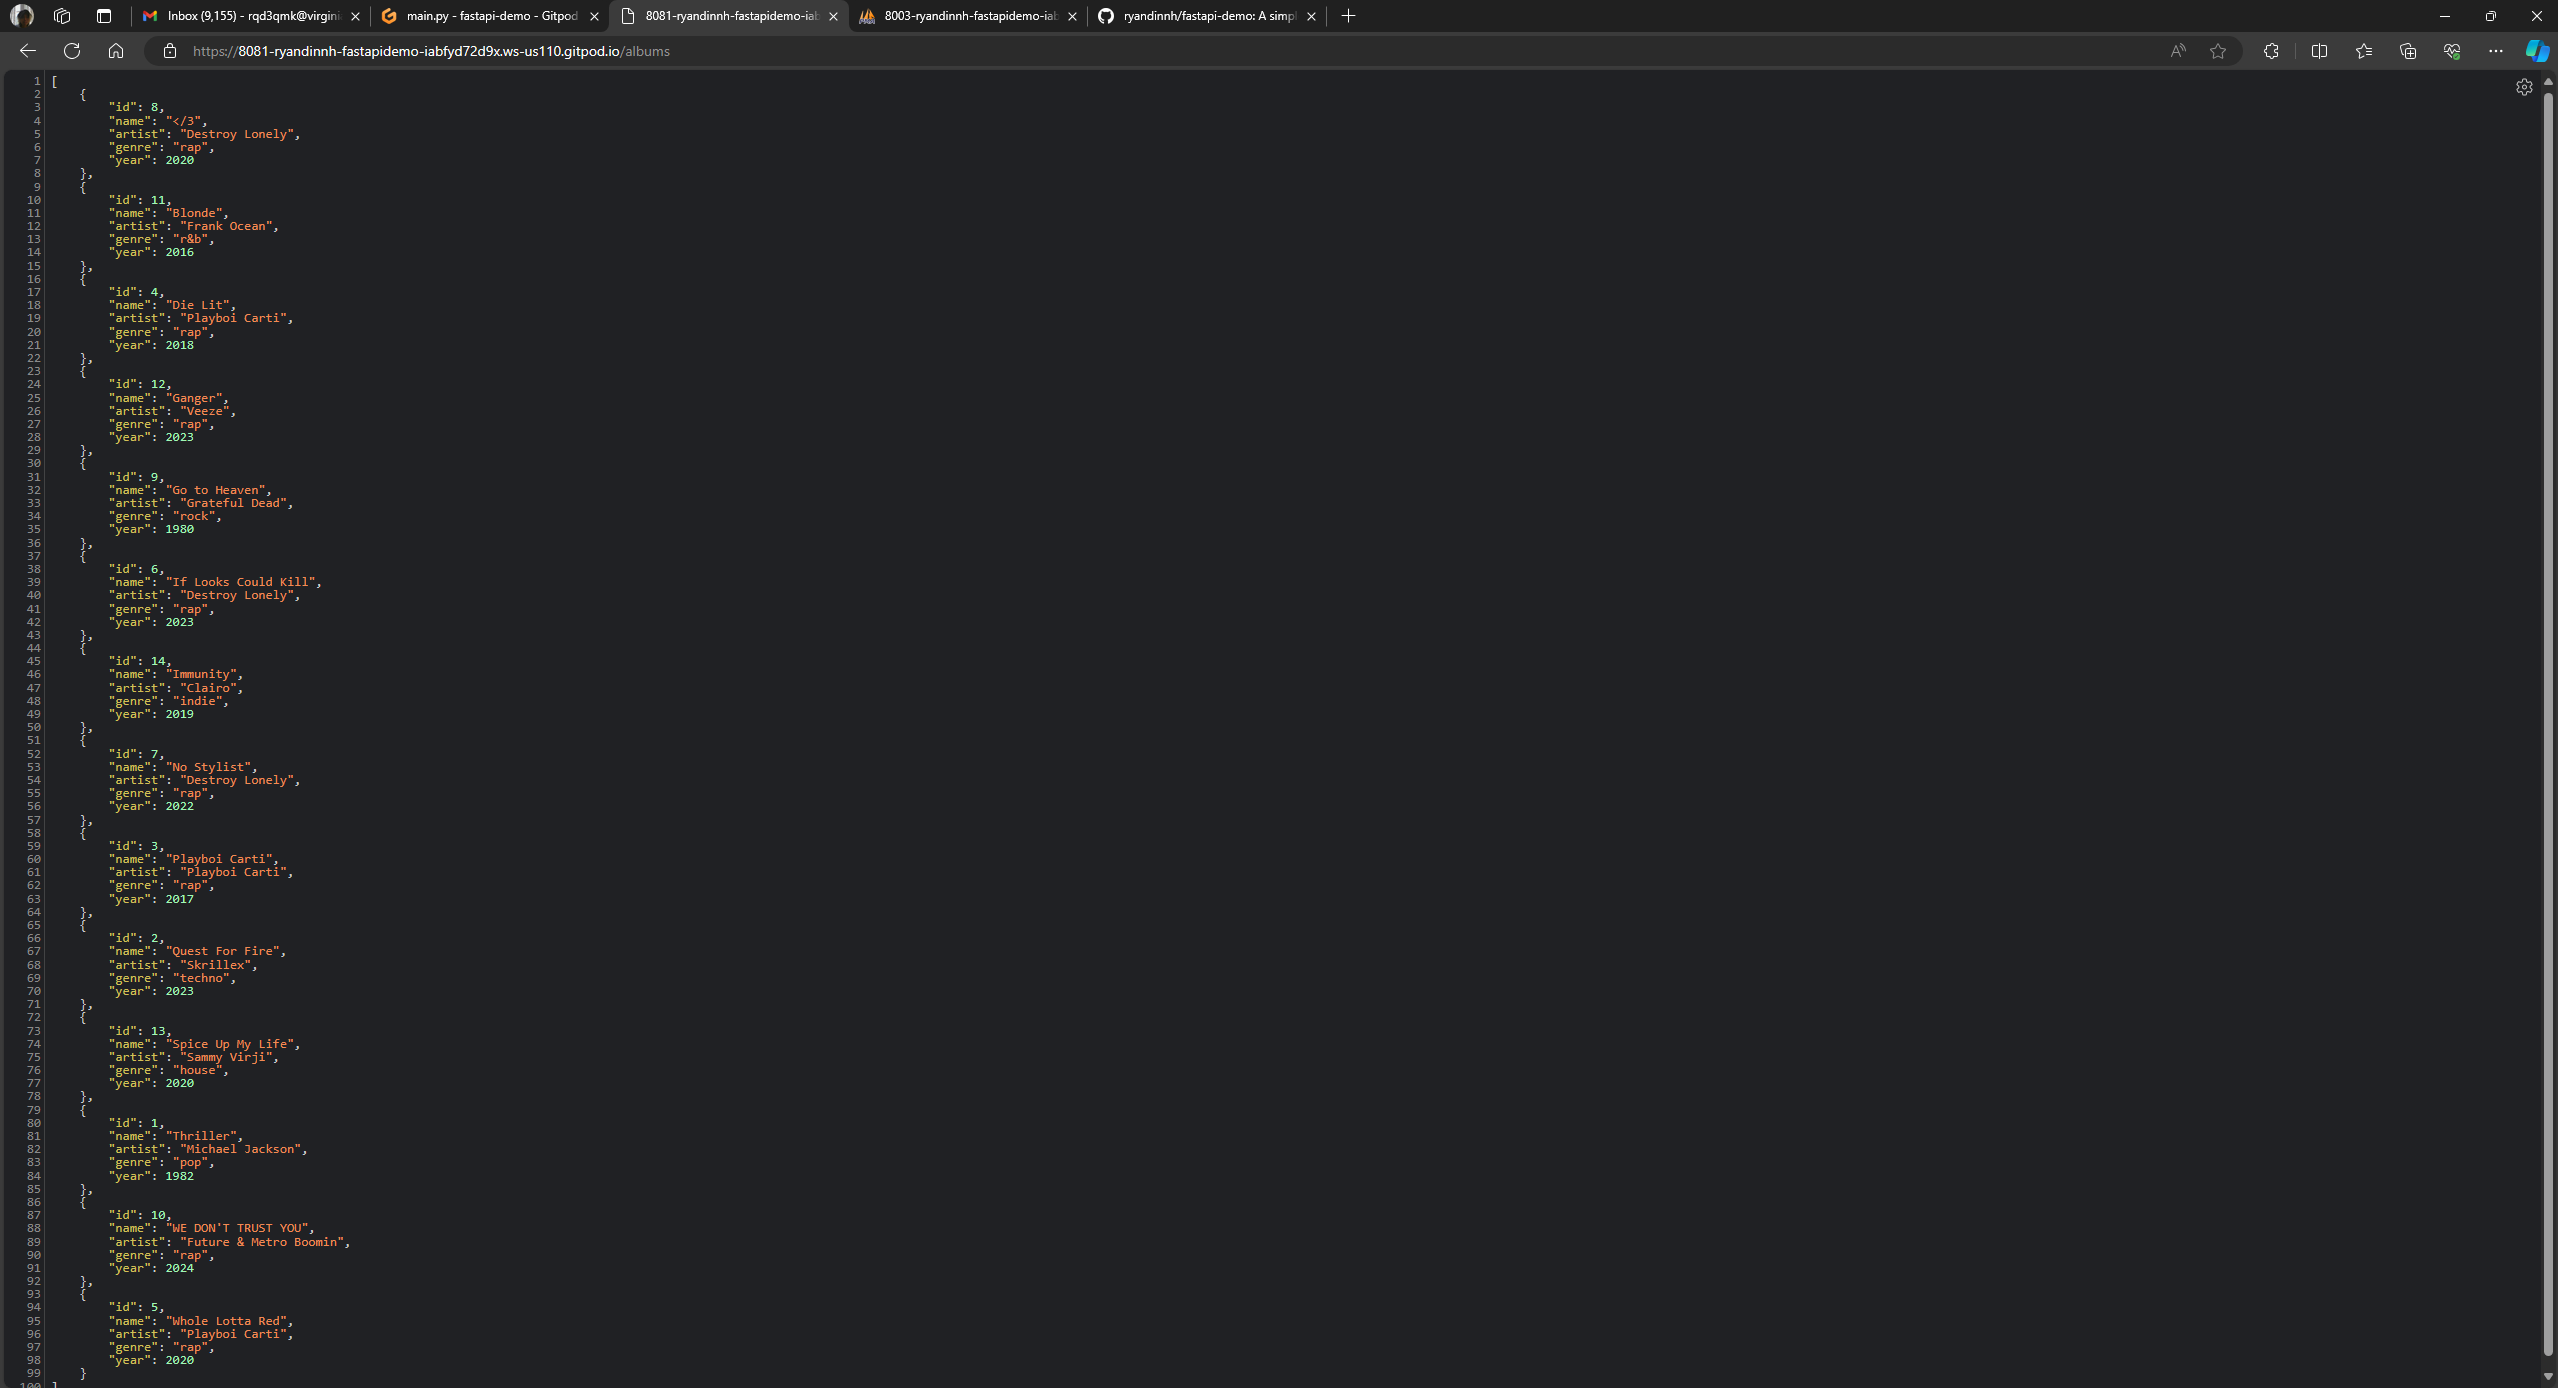 Inbox (9,155) - rqd3qmk@virgini
main.py - fastapi-demo - Gitpod
8081-ryandinnh-fastapidemo-iab
8003-ryandinnh-fastapidemo-iab
ryandinnh/fastapi-demo: A simpl
https://8081-ryandinnh-fastapidemo-iabfyd72d9x.ws-us110.gitpod.io/albums
1 [
2 {
3 "id": 8,
4 "name": "</3",
5 "artist": "Destroy Lonely",
6 "genre": "rap",
7 "year": 2020
8 },
9 {
10 "id": 11,
11 "name": "Blonde",
12 "artist": "Frank Ocean",
13 "genre": "r&b",
14 "year": 2016
15 },
16 {
17 "id": 4,
18 "name": "Die Lit",
19 "artist": "Playboi Carti",
20 "genre": "rap",
21 "year": 2018
22 },
23 {
24 "id": 12,
25 "name": "Ganger",
26 "artist": "Veeze",
27 "genre": "rap",
28 "year": 2023
29 },
30 {
31 "id": 9,
32 "name": "Go to Heaven",
33 "artist": "Grateful Dead",
34 "genre": "rock",
35 "year": 1980
36 },
37 {
38 "id": 6,
39 "name": "If Looks Could Kill",
40 "artist": "Destroy Lonely",
41 "genre": "rap",
42 "year": 2023
43 },
44 {
45 "id": 14,
46 "name": "Immunity",
47 "artist": "Clairo",
48 "genre": "indie",
49 "year": 2019
50 },
51 {
52 "id": 7,
53 "name": "No Stylist",
54 "artist": "Destroy Lonely",
55 "genre": "rap",
56 "year": 2022
57 },
58 {
59 "id": 3,
60 "name": "Playboi Carti",
61 "artist": "Playboi Carti",
62 "genre": "rap",
63 "year": 2017
64 },
65 {
66 "id": 2,
67 "name": "Quest For Fire",
68 "artist": "Skrillex",
69 "genre": "techno",
70 "year": 2023
71 },
72 {
73 "id": 13,
74 "name": "Spice Up My Life",
75 "artist": "Sammy Virji",
76 "genre": "house",
77 "year": 2020
78 },
79 {
80 "id": 1,
81 "name": "Thriller",
82 "artist": "Michael Jackson",
83 "genre": "pop",
84 "year": 1982
85 },
86 {
87 "id": 10,
88 "name": "WE DON'T TRUST YOU",
89 "artist": "Future & Metro Boomin",
90 "genre": "rap",
91 "year": 2024
92 },
93 {
94 "id": 5,
95 "name": "Whole Lotta Red",
96 "artist": "Playboi Carti",
97 "genre": "rap",
98 "year": 2020
99 }
100 ]